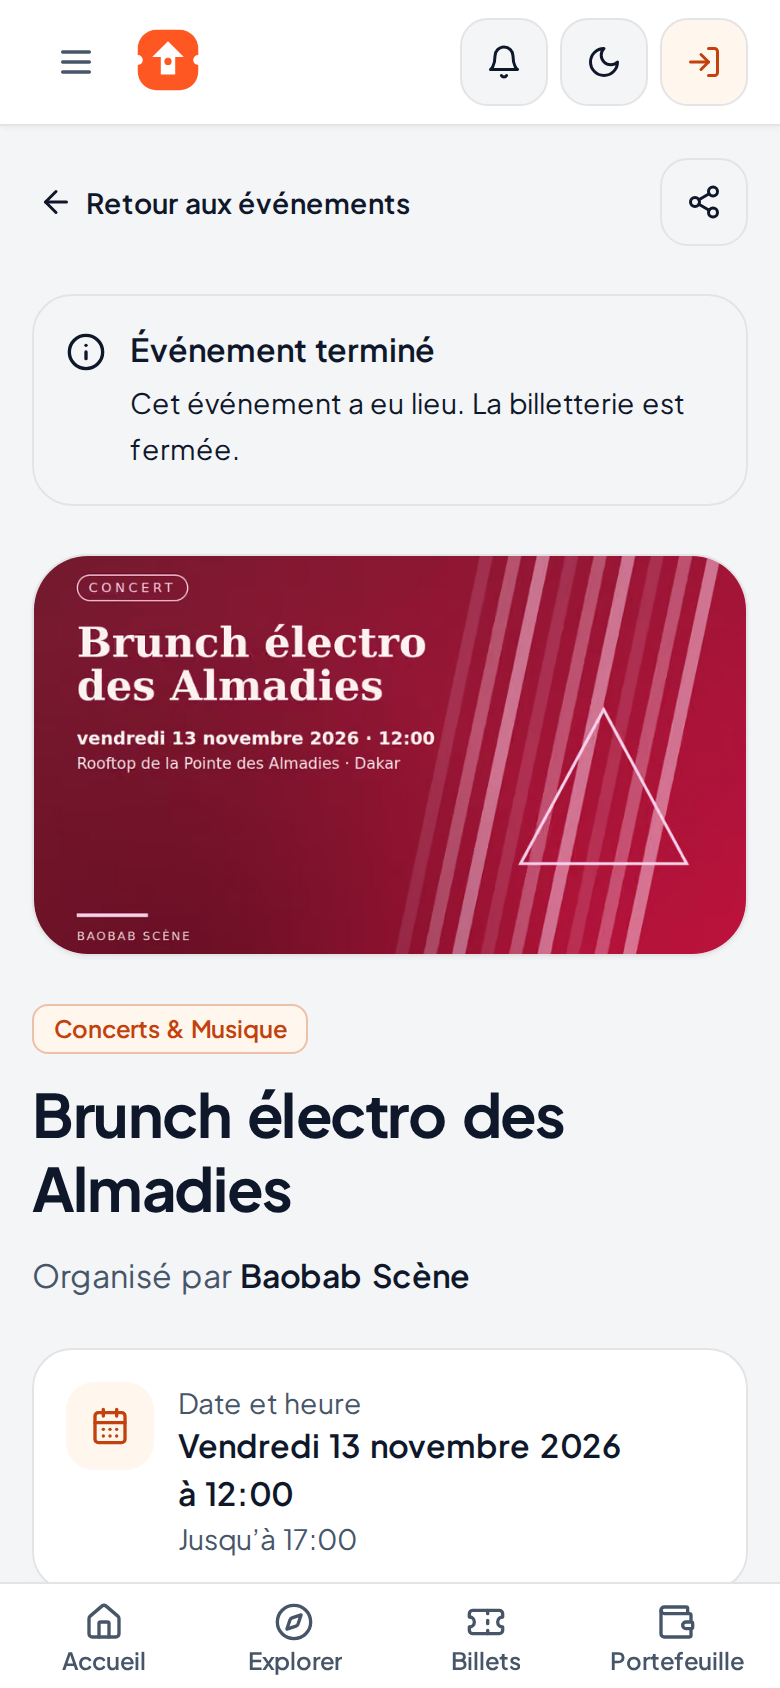 Retour aux événements
Événement terminé
Cet événement a eu lieu. La billetterie est
fermée.
CONCERT
Brunch électro
des Almadies
vendredi 13 novembre 2026 · 12:00
Rooftop de la Pointe des Almadies · Dakar
BAOBAB SCÈNE
Concerts & Musique
Brunch électro des
Almadies
Organisé par Baobab Scène
Date et heure
Vendredi 13 novembre 2026
à 12:00
Jusqu’à 17:00
Accueil
Explorer
Billets
Portefeuille